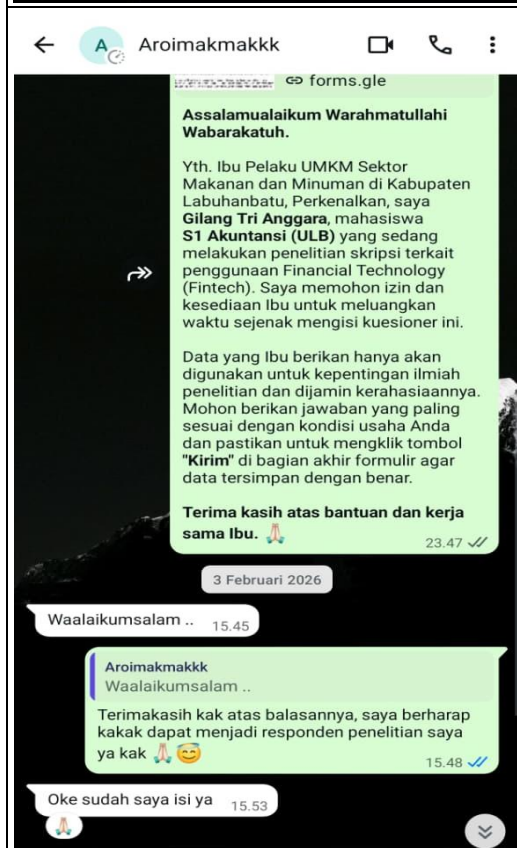 Aroimakmakkk
A
forms.gle
Assalamualaikum Warahmatullahi
Wabarakatuh.
Yth. Ibu Pelaku UMKM Sektor
Makanan dan Minuman di Kabupaten
Labuhanbatu, Perkenalkan, saya
Gilang Tri Anggara, mahasiswa
S1 Akuntansi (ULB) yang sedang
melakukan penelitian skripsi terkait
penggunaan Financial Technology
(Fintech). Saya memohon izin dan
kesediaan Ibu untuk meluangkan
waktu sejenak mengisi kuesioner ini.
Data yang Ibu berikan hanya akan
digunakan untuk kepentingan ilmiah
penelitian dan dijamin kerahasiaannya.
Mohon berikan jawaban yang paling
sesuai dengan kondisi usaha Anda
dan pastikan untuk mengklik tombol
"Kirim" di bagian akhir formulir agar
data tersimpan dengan benar.
Terima kasih atas bantuan dan kerja
sama Ibu. 🙏🏻
23.47
3 Februari 2026
Waalaikumsalam .. 15.45
Aroimakmakkk
Waalaikumsalam ..
Terimakasih kak atas balasannya, saya berharap
kakak dapat menjadi responden penelitian saya
ya kak 🙏🏻😇
15.48
Oke sudah saya isi ya 15.53
🙏🏻